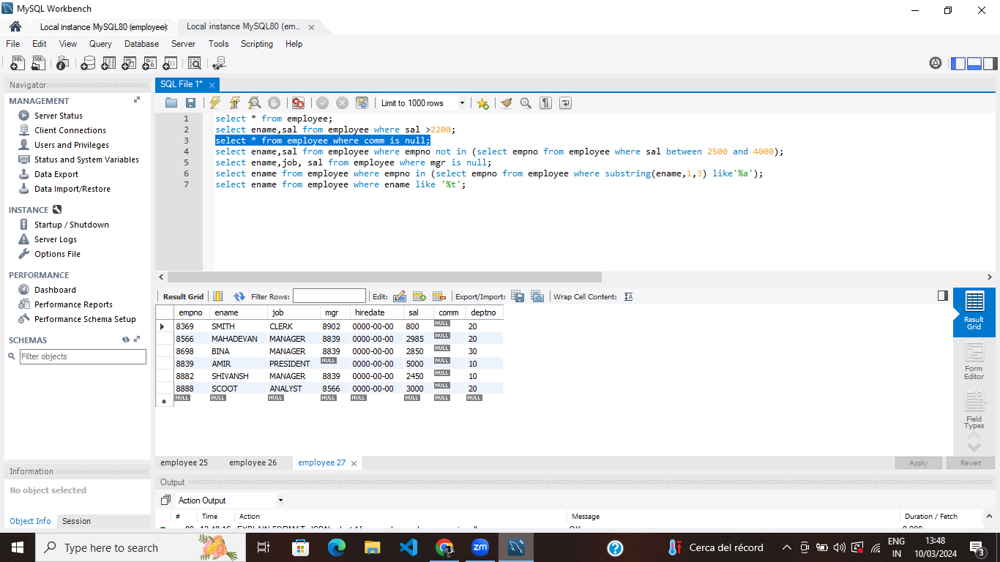 MySQL Workbench
Local instance MySQL80 (employee)
Local instance MySQL80 (em...
File Edit View Query Database Server Tools Scripting Help
Navigator
MANAGEMENT
Server Status
Client Connections
Users and Privileges
Status and System Variables
Data Export
Data Import/Restore
INSTANCE
Startup / Shutdown
Server Logs
Options File
PERFORMANCE
Dashboard
Performance Reports
Performance Schema Setup
SCHEMAS
Filter objects
Information
No object selected
Object Info Session
SQL File 1*
Limit to 1000 rows
1 select * from employee;
2 select ename,sal from employee where sal >2200;
3 select * from employee where comm is null;
4 select ename,sal from employee where empno not in (select empno from employee where sal between 2500 and 4000);
5 select ename,job, sal from employee where mgr is null;
6 select ename from employee where empno in (select empno from employee where substring(ename,1,3) like'%a');
7 select ename from employee where ename like '%t';
Result Grid Filter Rows: Edit: Export/Import: Wrap Cell Content:
empno ename job mgr hiredate sal comm deptno
8369 SMITH CLERK 8902 0000-00-00 800 NULL 20
8566 MAHADEVAN MANAGER 8839 0000-00-00 2985 NULL 20
8698 BINA MANAGER 8839 0000-00-00 2850 NULL 30
8839 AMIR PRESIDENT NULL 0000-00-00 5000 NULL 10
8882 SHIVANSH MANAGER 8839 0000-00-00 2450 NULL 10
8888 SCOOT ANALYST 8566 0000-00-00 3000 NULL 20
NULL NULL NULL NULL NULL NULL NULL NULL
Result
Grid
Form
Editor
Field
Types
employee 25 employee 26 employee 27
Apply Revert
Output
Action Output
# Time Action Message Duration / Fetch
Type here to search
Cerca del récord
ENG
IN
13:48
10/03/2024
3